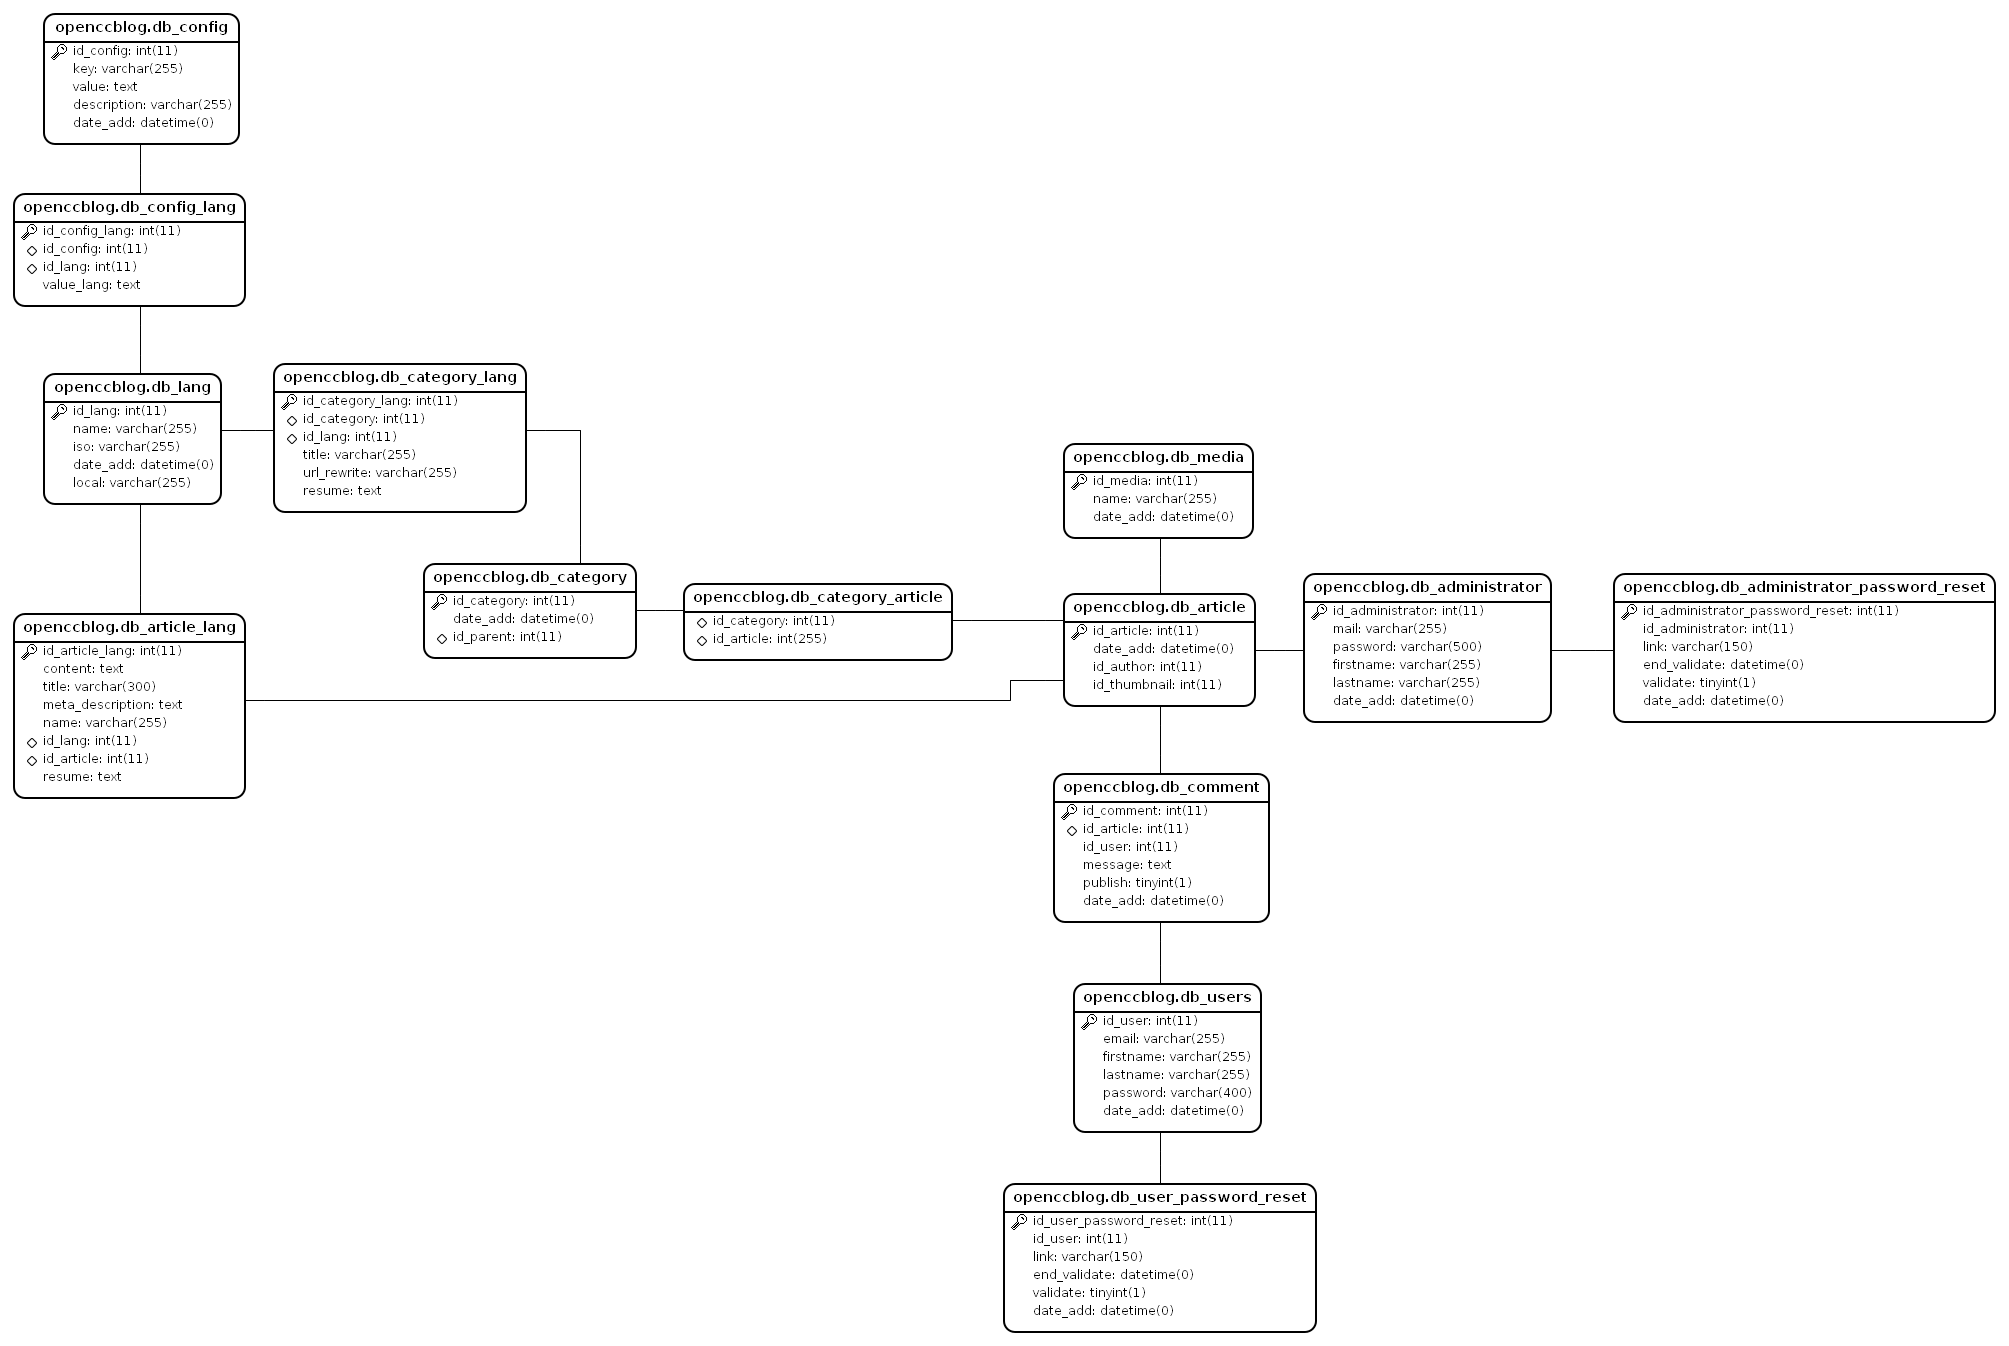 openccblog.db_config
id_config: int(11)
key: varchar(255)
value: text
description: varchar(255)
date_add: datetime(0)
openccblog.db_config_lang
id_config_lang: int(11)
id_config: int(11)
id_lang: int(11)
value_lang: text
openccblog.db_lang
id_lang: int(11)
name: varchar(255)
iso: varchar(255)
date_add: datetime(0)
local: varchar(255)
openccblog.db_category_lang
id_category_lang: int(11)
id_category: int(11)
id_lang: int(11)
title: varchar(255)
url_rewrite: varchar(255)
resume: text
openccblog.db_media
id_media: int(11)
name: varchar(255)
date_add: datetime(0)
openccblog.db_category
id_category: int(11)
date_add: datetime(0)
id_parent: int(11)
openccblog.db_category_article
id_category: int(11)
id_article: int(255)
openccblog.db_article
id_article: int(11)
date_add: datetime(0)
id_author: int(11)
id_thumbnail: int(11)
openccblog.db_administrator
id_administrator: int(11)
mail: varchar(255)
password: varchar(500)
firstname: varchar(255)
lastname: varchar(255)
date_add: datetime(0)
openccblog.db_administrator_password_reset
id_administrator_password_reset: int(11)
id_administrator: int(11)
link: varchar(150)
end_validate: datetime(0)
validate: tinyint(1)
date_add: datetime(0)
openccblog.db_article_lang
id_article_lang: int(11)
content: text
title: varchar(300)
meta_description: text
name: varchar(255)
id_lang: int(11)
id_article: int(11)
resume: text
openccblog.db_comment
id_comment: int(11)
id_article: int(11)
id_user: int(11)
message: text
publish: tinyint(1)
date_add: datetime(0)
openccblog.db_users
id_user: int(11)
email: varchar(255)
firstname: varchar(255)
lastname: varchar(255)
password: varchar(400)
date_add: datetime(0)
openccblog.db_user_password_reset
id_user_password_reset: int(11)
id_user: int(11)
link: varchar(150)
end_validate: datetime(0)
validate: tinyint(1)
date_add: datetime(0)